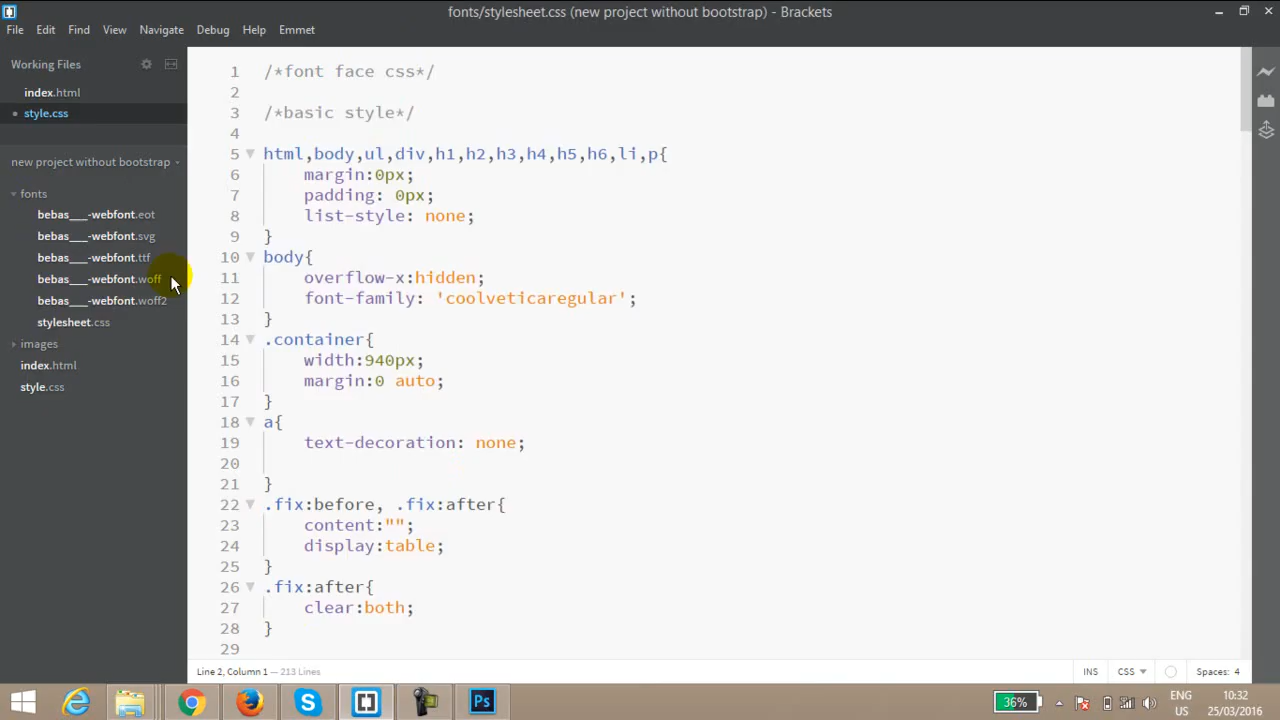 fonts/stylesheet.css (new project without bootstrap) - Brackets
File Edit Find View Navigate Debug Help Emmet
Working Files
index.html
style.css
new project without bootstrap
fonts
bebas___-webfont.eot
bebas___-webfont.svg
bebas___-webfont.ttf
bebas___-webfont.woff
bebas___-webfont.woff2
stylesheet.css
images
index.html
style.css
1 /*font face css*/
2
3 /*basic style*/
4
5 html,body,ul,div,h1,h2,h3,h4,h5,h6,li,p{
6 margin:0px;
7 padding: 0px;
8 list-style: none;
9 }
10 body{
11 overflow-x:hidden;
12 font-family: 'coolveticaregular';
13 }
14 .container{
15 width:940px;
16 margin:0 auto;
17 }
18 a{
19 text-decoration: none;
20
21 }
22 .fix:before, .fix:after{
23 content:"";
24 display:table;
25 }
26 .fix:after{
27 clear:both;
28 }
29
Line 2, Column 1 — 213 Lines
INS CSS Spaces: 4
Ps
36%
ENG
US
10:32
25/03/2016